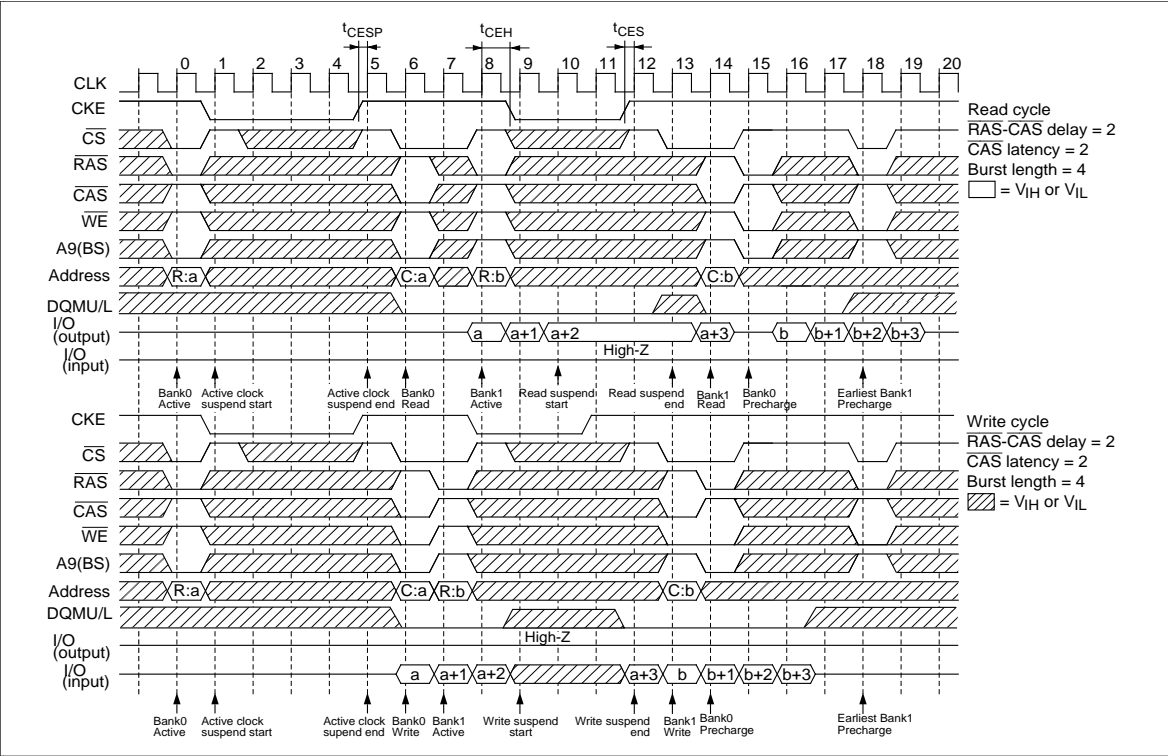 tCESP tCEH tCES
0 1 2 3 4 5 6 7 8 9 10 11 12 13 14 15 16 17 18 19 20
CLK
CKE
CS
RAS
CAS
WE
A9(BS)
Address R:a C:a R:b C:b
DQMU/L
I/O
(output) a a+1 a+2 a+3 b b+1 b+2 b+3
High-Z
I/O
(input)
Bank0
Active
Active clock
suspend start
Active clock
suspend end
Bank0
Read
Bank1
Active
Read suspend
start
Read suspend
end
Bank1
Read
Bank0
Precharge
Earliest Bank1
Precharge
Read cycle
RAS-CAS delay = 2
CAS latency = 2
Burst length = 4
= VIH or VIL
CKE
CS
RAS
CAS
WE
A9(BS)
Address R:a C:a R:b C:b
DQMU/L
I/O
(output)
High-Z
I/O
(input) a a+1 a+2 a+3 b b+1 b+2 b+3
Bank0
Active
Active clock
suspend start
Active clock
supend end
Bank0
Write
Bank1
Active
Write suspend
start
Write suspend
end
Bank1
Write
Bank0
Precharge
Earliest Bank1
Precharge
Write cycle
RAS-CAS delay = 2
CAS latency = 2
Burst length = 4
= VIH or VIL